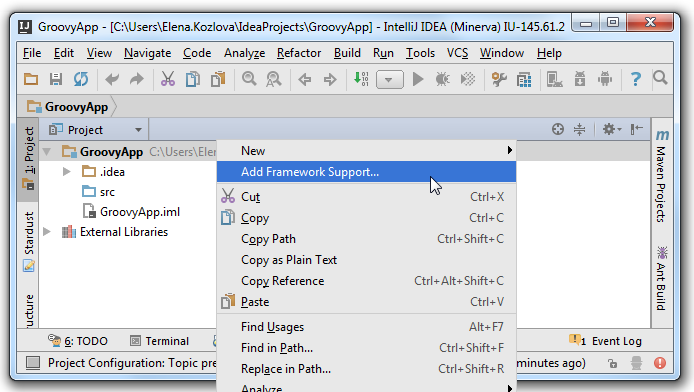 GroovyApp - [C:\Users\Elena.Kozlova\IdeaProjects\GroovyApp] - IntelliJ IDEA (Minerva) IU-145.61.2
File Edit View Navigate Code Analyze Refactor Build Run Tools VCS Window Help
GroovyApp
Project
GroovyApp C:\Users\Elen
.idea
src
GroovyApp.iml
External Libraries
New
Add Framework Support...
Cut Ctrl+X
Copy Ctrl+C
Copy Path Ctrl+Shift+C
Copy as Plain Text
Copy Reference Ctrl+Alt+Shift+C
Paste Ctrl+V
Find Usages Alt+F7
Find in Path... Ctrl+Shift+F
Replace in Path... Ctrl+Shift+R
Analyze
1: Project
Stardust
ucture
Maven Projects
Ant Build
6: TODO Terminal
1 Event Log
Project Configuration: Topic pre
minutes ago)